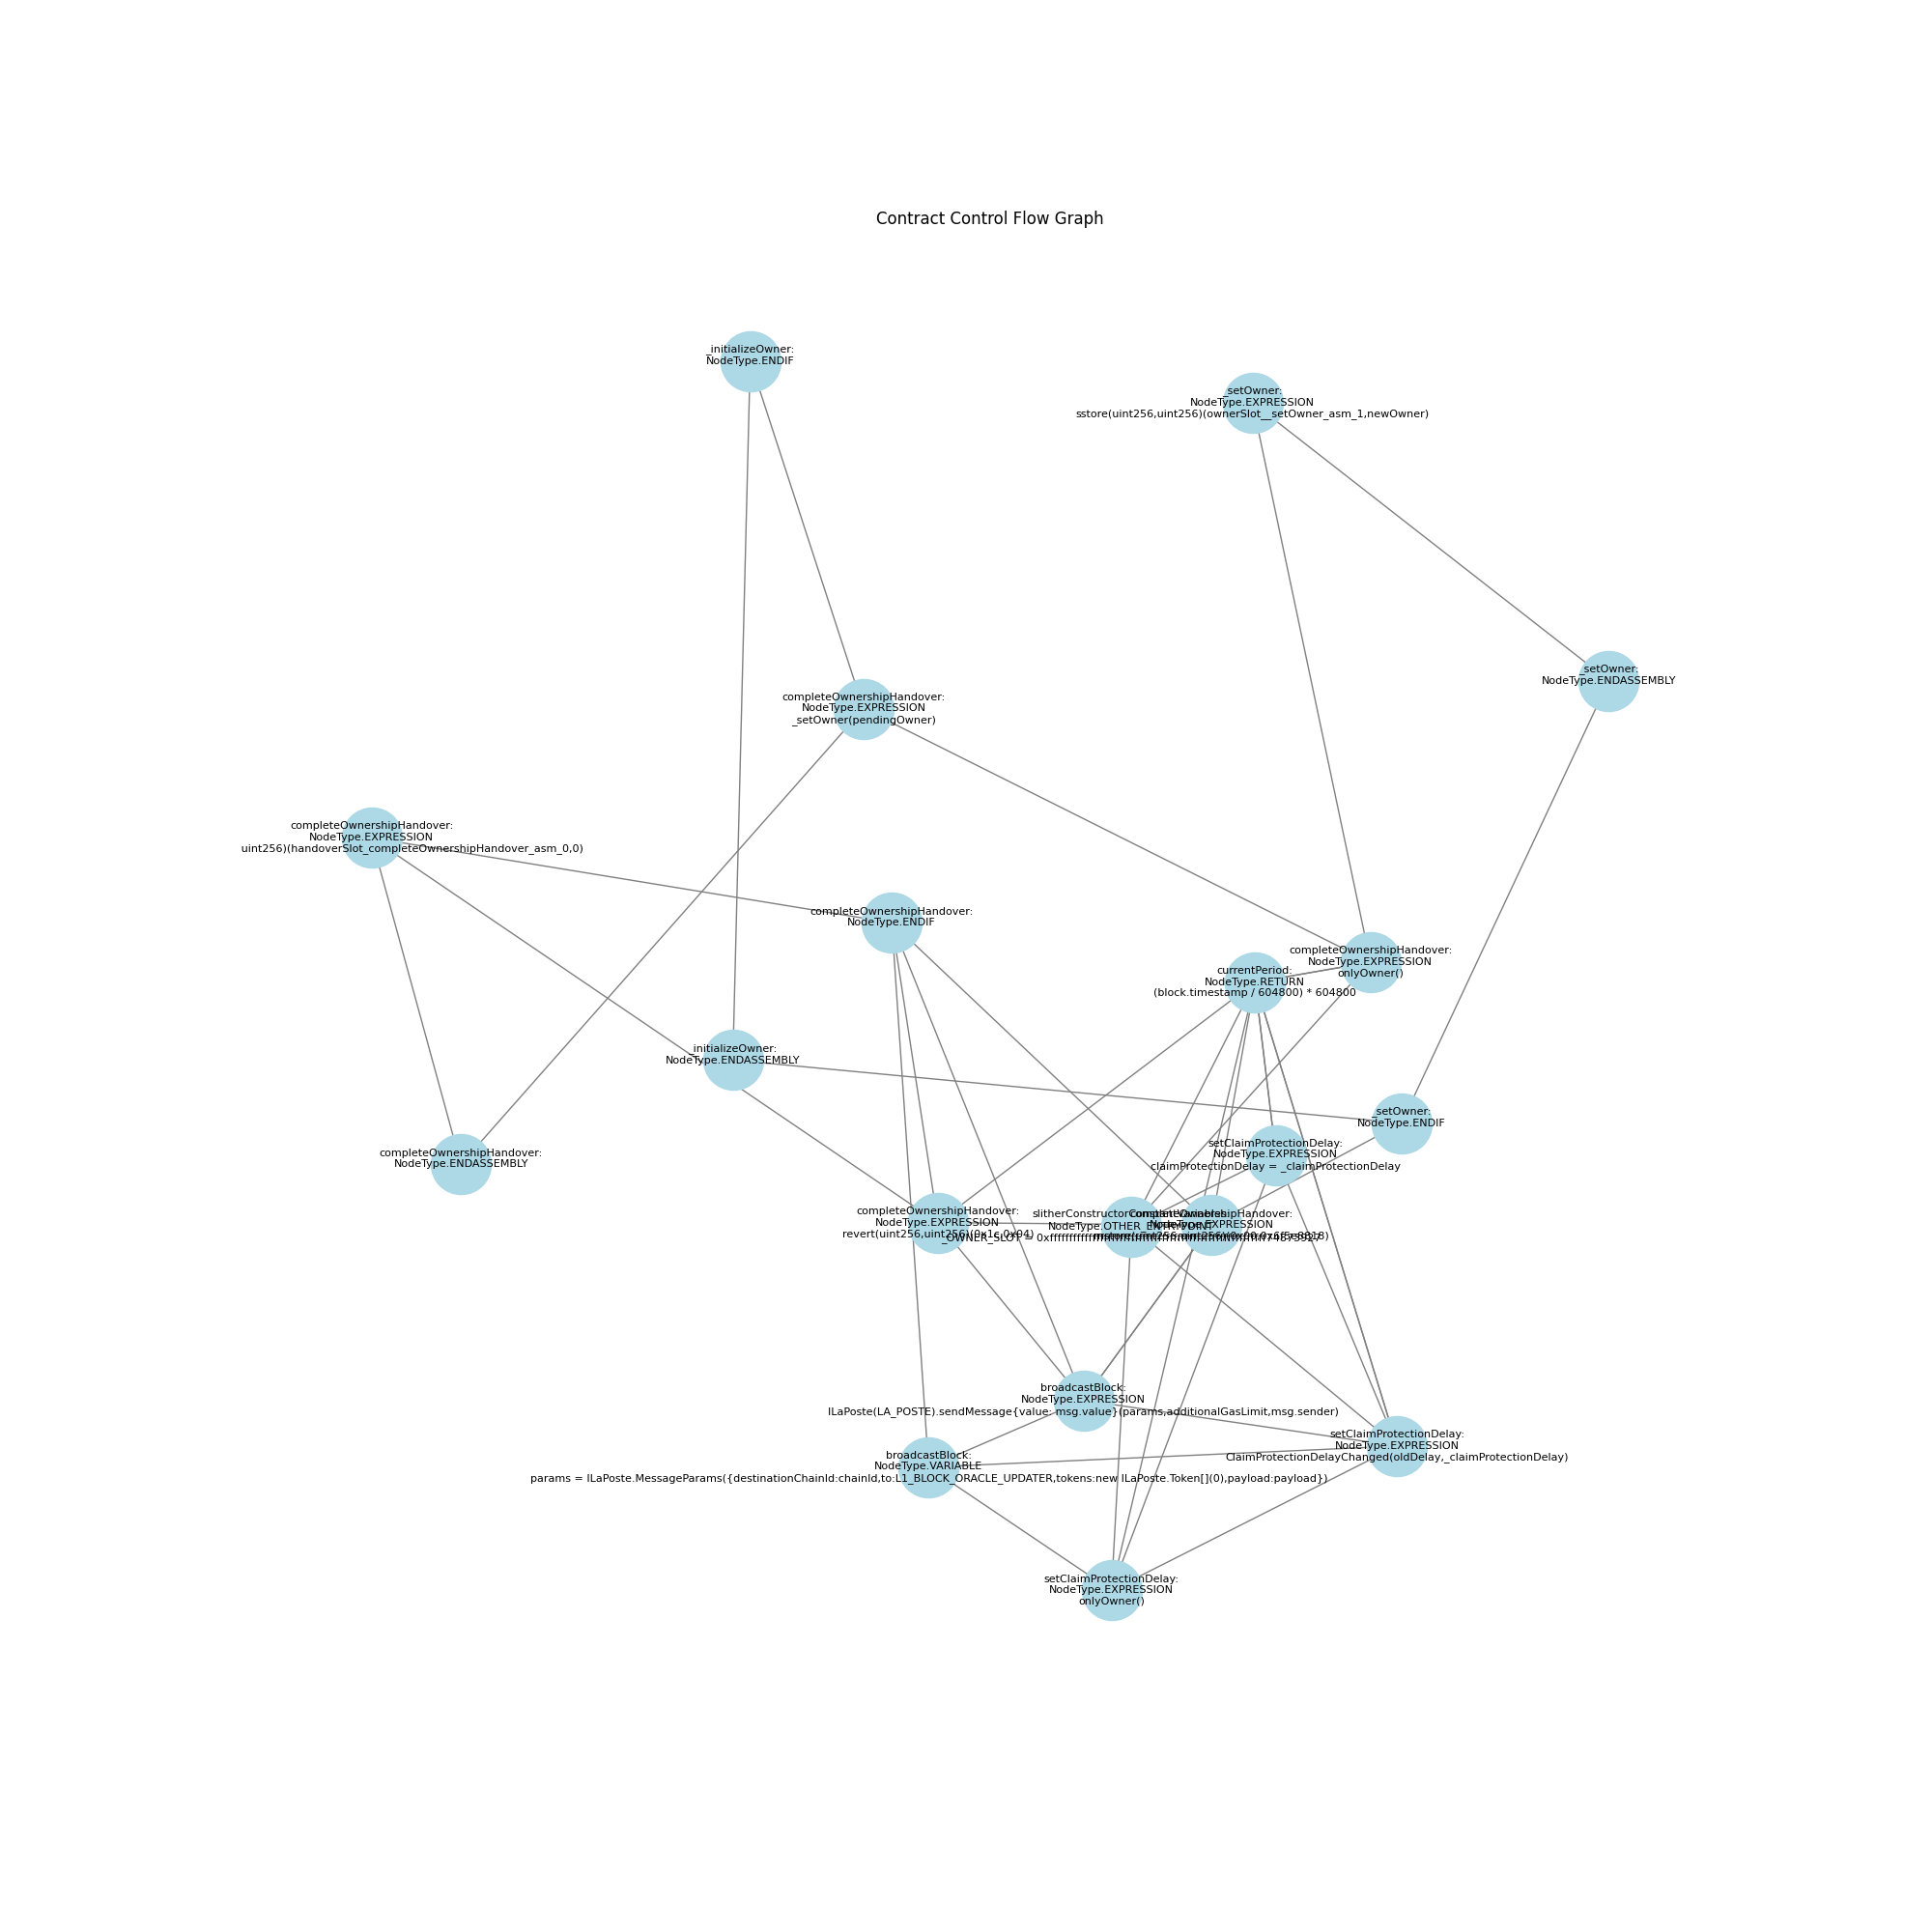 Contract Control Flow Graph
_initializeOwner:
NodeType.ENDIF
_setOwner:
NodeType.EXPRESSION
sstore(uint256,uint256)(ownerSlot__setOwner_asm_1,newOwner)
_setOwner:
NodeType.ENDASSEMBLY
completeOwnershipHandover:
NodeType.EXPRESSION
_setOwner(pendingOwner)
completeOwnershipHandover:
NodeType.EXPRESSION
uint256)(handoverSlot_completeOwnershipHandover_asm_0,0)
completeOwnershipHandover:
NodeType.ENDIF
completeOwnershipHandover:
NodeType.EXPRESSION
onlyOwner()
currentPeriod:
NodeType.RETURN
(block.timestamp / 604800) * 604800
_initializeOwner:
NodeType.ENDASSEMBLY
_setOwner:
NodeType.ENDIF
setClaimProtectionDelay:
NodeType.EXPRESSION
claimProtectionDelay = _claimProtectionDelay
completeOwnershipHandover:
NodeType.ENDASSEMBLY
completeOwnershipHandover:
NodeType.EXPRESSION
revert(uint256,uint256)(0x1c,0x04)
NodeType.OTHER_ENTRYPOINT
NodeType.EXPRESSION
broadcastBlock:
NodeType.EXPRESSION
ILaPoste(LA_POSTE).sendMessage{value: msg.value}(params,additionalGasLimit,msg.sender)
setClaimProtectionDelay:
NodeType.EXPRESSION
ClaimProtectionDelayChanged(oldDelay,_claimProtectionDelay)
broadcastBlock:
NodeType.VARIABLE
params = ILaPoste.MessageParams({destinationChainId:chainId,to:L1_BLOCK_ORACLE_UPDATER,tokens:new ILaPoste.Token[](0),payload:payload})
setClaimProtectionDelay:
NodeType.EXPRESSION
onlyOwner()